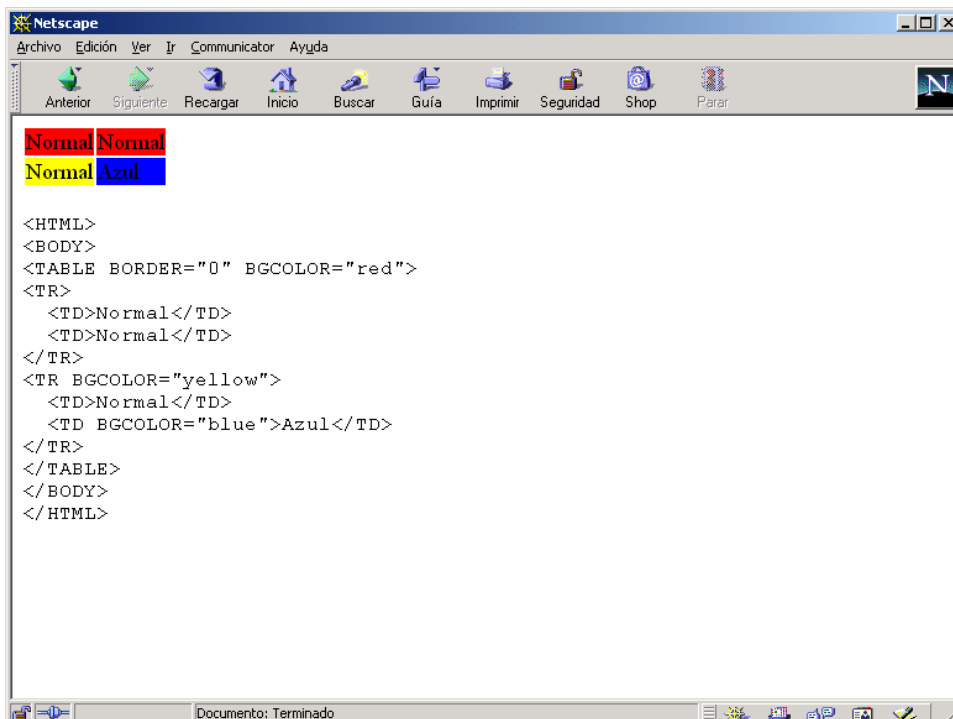 Netscape
Archivo Edición Ver Ir Communicator Ayuda
Anterior Siguiente Recargar Inicio Buscar Guía Imprimir Seguridad Shop Parar N
Normal Normal
Normal Azul
<HTML>
<BODY>
<TABLE BORDER="0" BGCOLOR="red">
<TR>
<TD>Normal</TD>
<TD>Normal</TD>
</TR>
<TR BGCOLOR="yellow">
<TD>Normal</TD>
<TD BGCOLOR="blue">Azul</TD>
</TR>
</TABLE>
</BODY>
</HTML>
Documento: Terminado